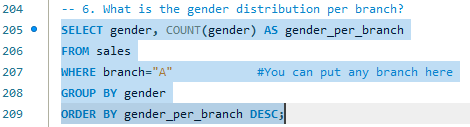 204 -- 6. What is the gender distribution per branch?
205 SELECT gender, COUNT(gender) AS gender_per_branch
206 FROM sales
207 WHERE branch="A" #You can put any branch here
208 GROUP BY gender
209 ORDER BY gender_per_branch DESC;